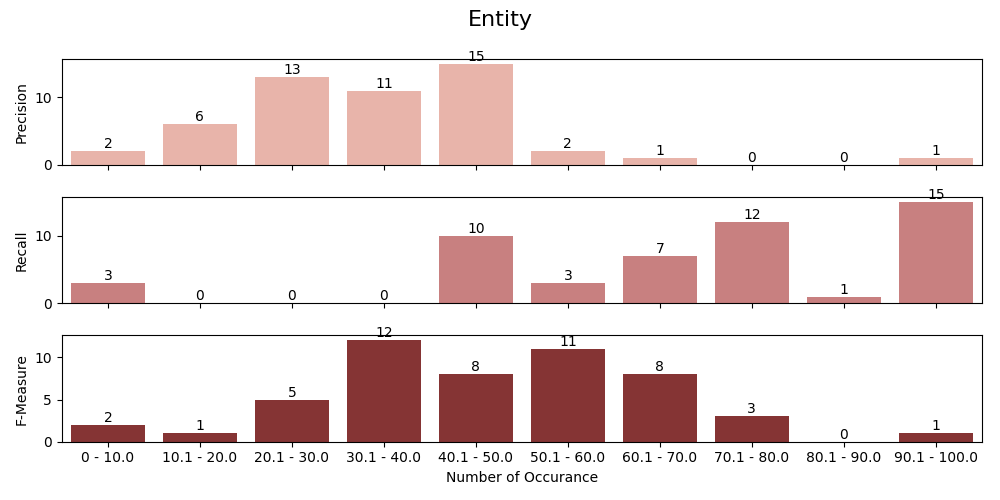 Entity
Precision
10
0
2
6
13
11
15
2
1
0
0
1
Recall
10
0
3
0
0
0
10
3
7
12
1
15
F-Measure
10
5
0
2
1
5
12
8
11
8
3
0
1
0 - 10.0
10.1 - 20.0
20.1 - 30.0
30.1 - 40.0
40.1 - 50.0
50.1 - 60.0
60.1 - 70.0
70.1 - 80.0
80.1 - 90.0
90.1 - 100.0
Number of Occurance